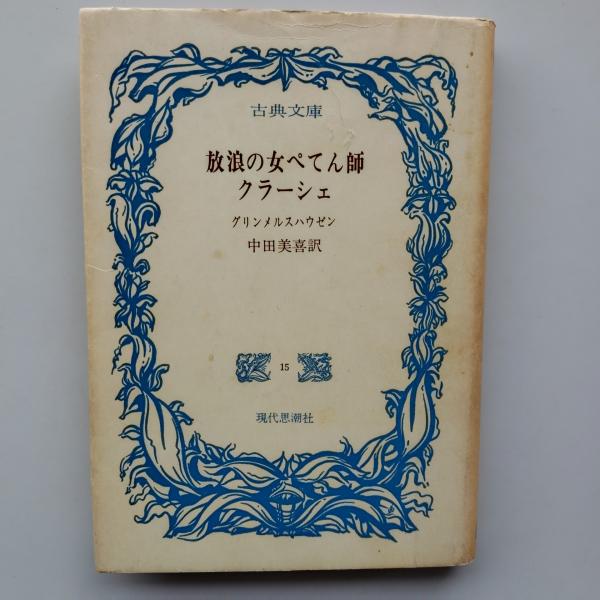 古典文庫
放浪の女ぺてん師
クラーシェ
グリンメルスハウゼン
中田美喜訳
15
現代思潮社